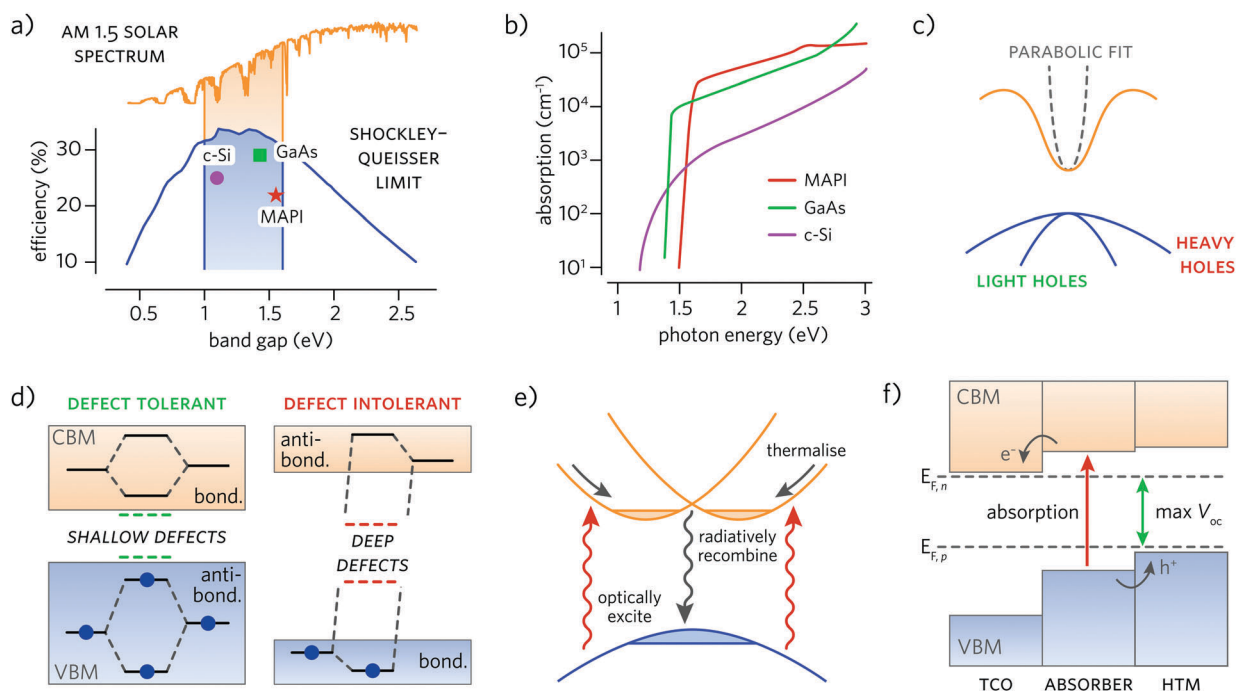 a)
AM 1.5 SOLAR
SPECTRUM
efficiency (%)
30
20
10
c-Si
GaAs
MAPI
SHOCKLEY–
QUEISSER
LIMIT
0.5
1
1.5
2
2.5
band gap (eV)
b)
absorption (cm⁻¹)
10⁵
10⁴
10³
10²
10¹
MAPI
GaAs
c-Si
1
1.5
2
2.5
3
photon energy (eV)
c)
PARABOLIC FIT
HEAVY
HOLES
LIGHT HOLES
d)
DEFECT TOLERANT
CBM
bond.
SHALLOW DEFECTS
anti-
bond.
VBM
DEFECT INTOLERANT
anti-
bond.
DEEP
DEFECTS
bond.
e)
thermalise
radiatively
recombine
optically
excite
f)
CBM
e⁻
E_F,n
absorption
max V_oc
E_F,p
h⁺
VBM
TCO
ABSORBER
HTM